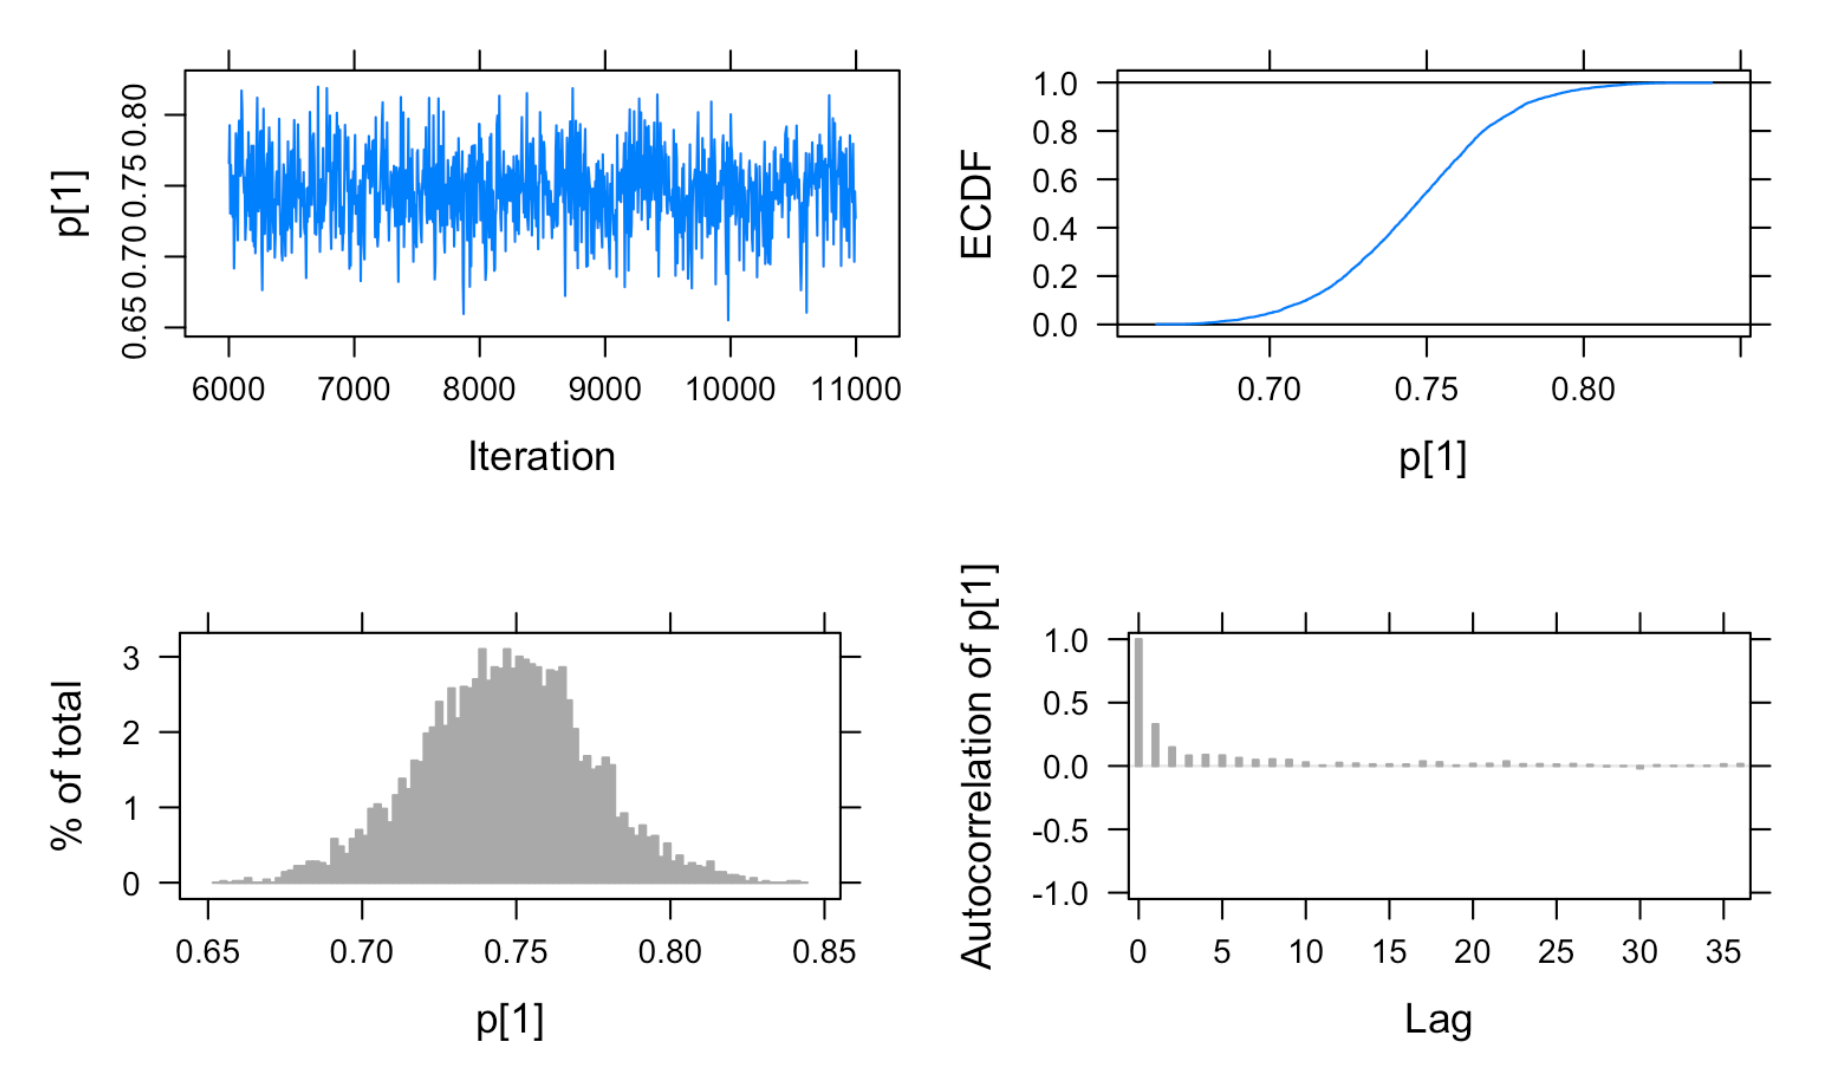 p[1]
0.65 0.70 0.75 0.80
6000 7000 8000 9000 10000 11000
Iteration
ECDF
1.0
0.8
0.6
0.4
0.2
0.0
0.70 0.75 0.80
p[1]
% of total
3
2
1
0
0.65 0.70 0.75 0.80 0.85
p[1]
Autocorrelation of p[1]
1.0
0.5
0.0
-0.5
-1.0
0 5 10 15 20 25 30 35
Lag